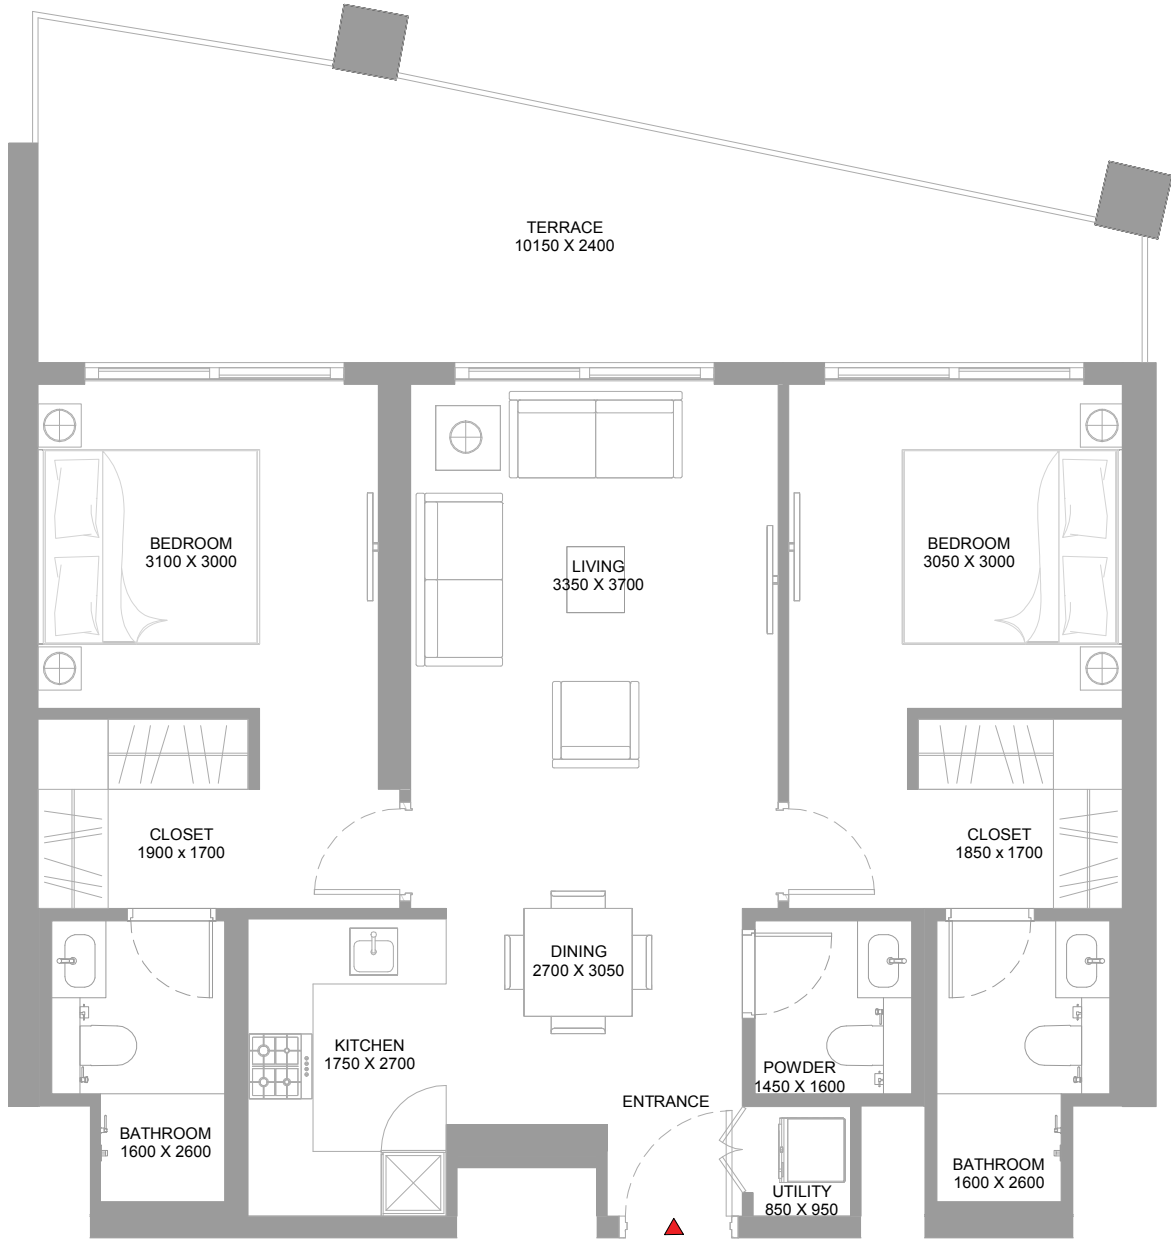 TERRACE
10150 X 2400
BEDROOM
3100 X 3000
LIVING
3350 X 3700
BEDROOM
3050 X 3000
CLOSET
1900 x 1700
CLOSET
1850 x 1700
DINING
2700 X 3050
KITCHEN
1750 X 2700
POWDER
1450 X 1600
ENTRANCE
BATHROOM
1600 X 2600
BATHROOM
1600 X 2600
UTILITY
850 X 950